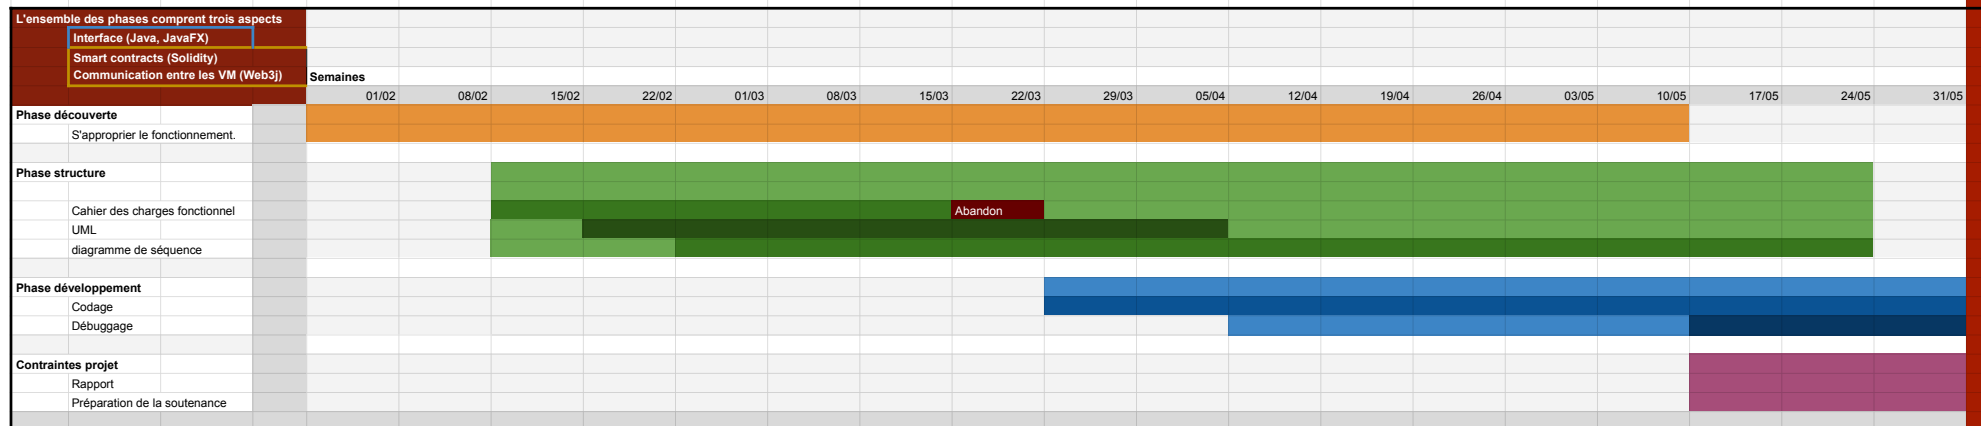 L'ensemble des phases comprent trois aspects
Interface (Java, JavaFX)
Smart contracts (Solidity)
Communication entre les VM (Web3j)
Semaines
01/02 08/02 15/02 22/02 01/03 08/03 15/03 22/03 29/03 05/04 12/04 19/04 26/04 03/05 10/05 17/05 24/05 31/05
Phase découverte
S'approprier le fonctionnement.
Phase structure
Cahier des charges fonctionnel Abandon
UML
diagramme de séquence
Phase développement
Codage
Débuggage
Contraintes projet
Rapport
Préparation de la soutenance